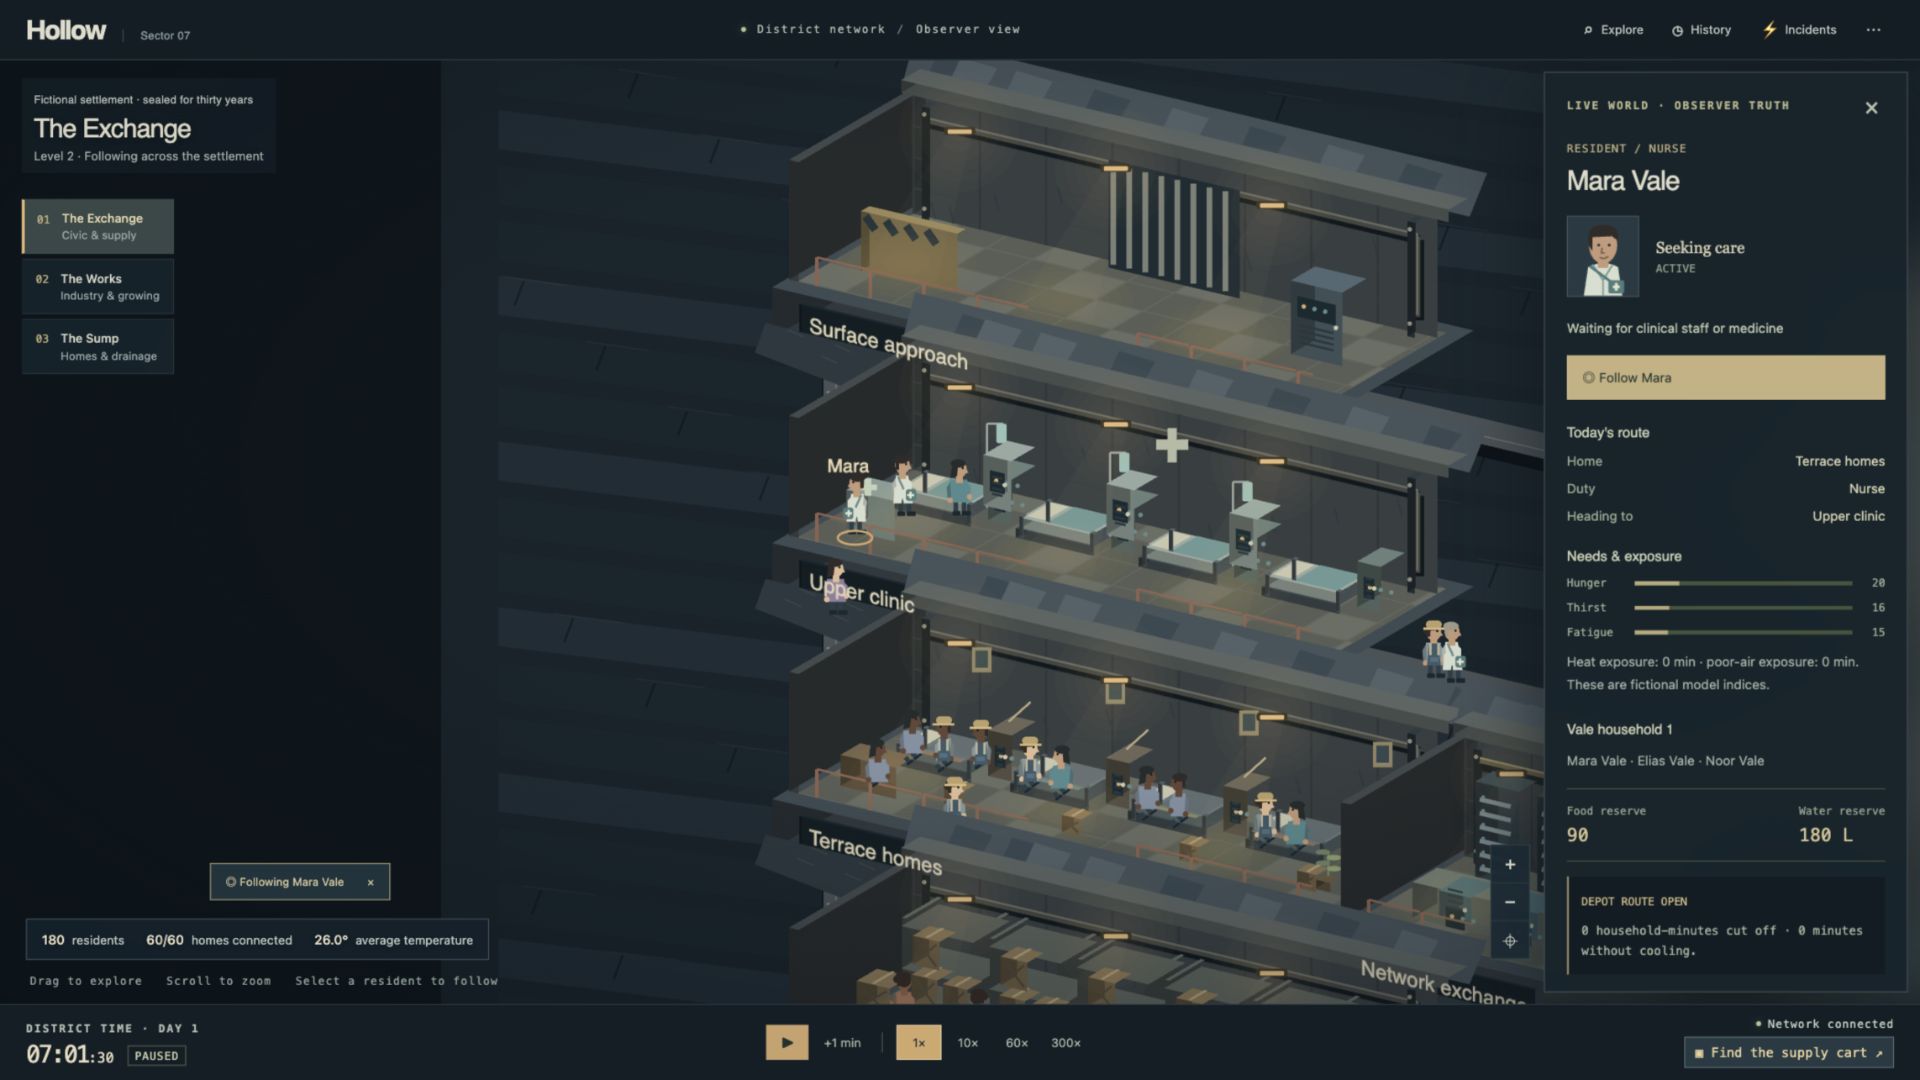 Hollow
Sector 07
District network / Observer view
Explore
History
Incidents
Fictional settlement · sealed for thirty years
The Exchange
Level 2 · Following across the settlement
01 The Exchange
Civic & supply
02 The Works
Industry & growing
03 The Sump
Homes & drainage
Surface approach
Mara
Upper clinic
Terrace homes
Network exchange
LIVE WORLD · OBSERVER TRUTH
RESIDENT / NURSE
Mara Vale
Seeking care
ACTIVE
Waiting for clinical staff or medicine
Follow Mara
Today's route
Home Terrace homes
Duty Nurse
Heading to Upper clinic
Needs & exposure
Hunger 20
Thirst 16
Fatigue 15
Heat exposure: 0 min · poor-air exposure: 0 min.
These are fictional model indices.
Vale household 1
Mara Vale · Elias Vale · Noor Vale
Food reserve Water reserve
90 180 L
DEPOT ROUTE OPEN
0 household-minutes cut off · 0 minutes
without cooling.
Following Mara Vale ×
180 residents 60/60 homes connected 26.0° average temperature
Drag to explore Scroll to zoom Select a resident to follow
DISTRICT TIME · DAY 1
07:01:30 PAUSED
+1 min 1× 10× 60× 300×
Network connected
Find the supply cart ↗